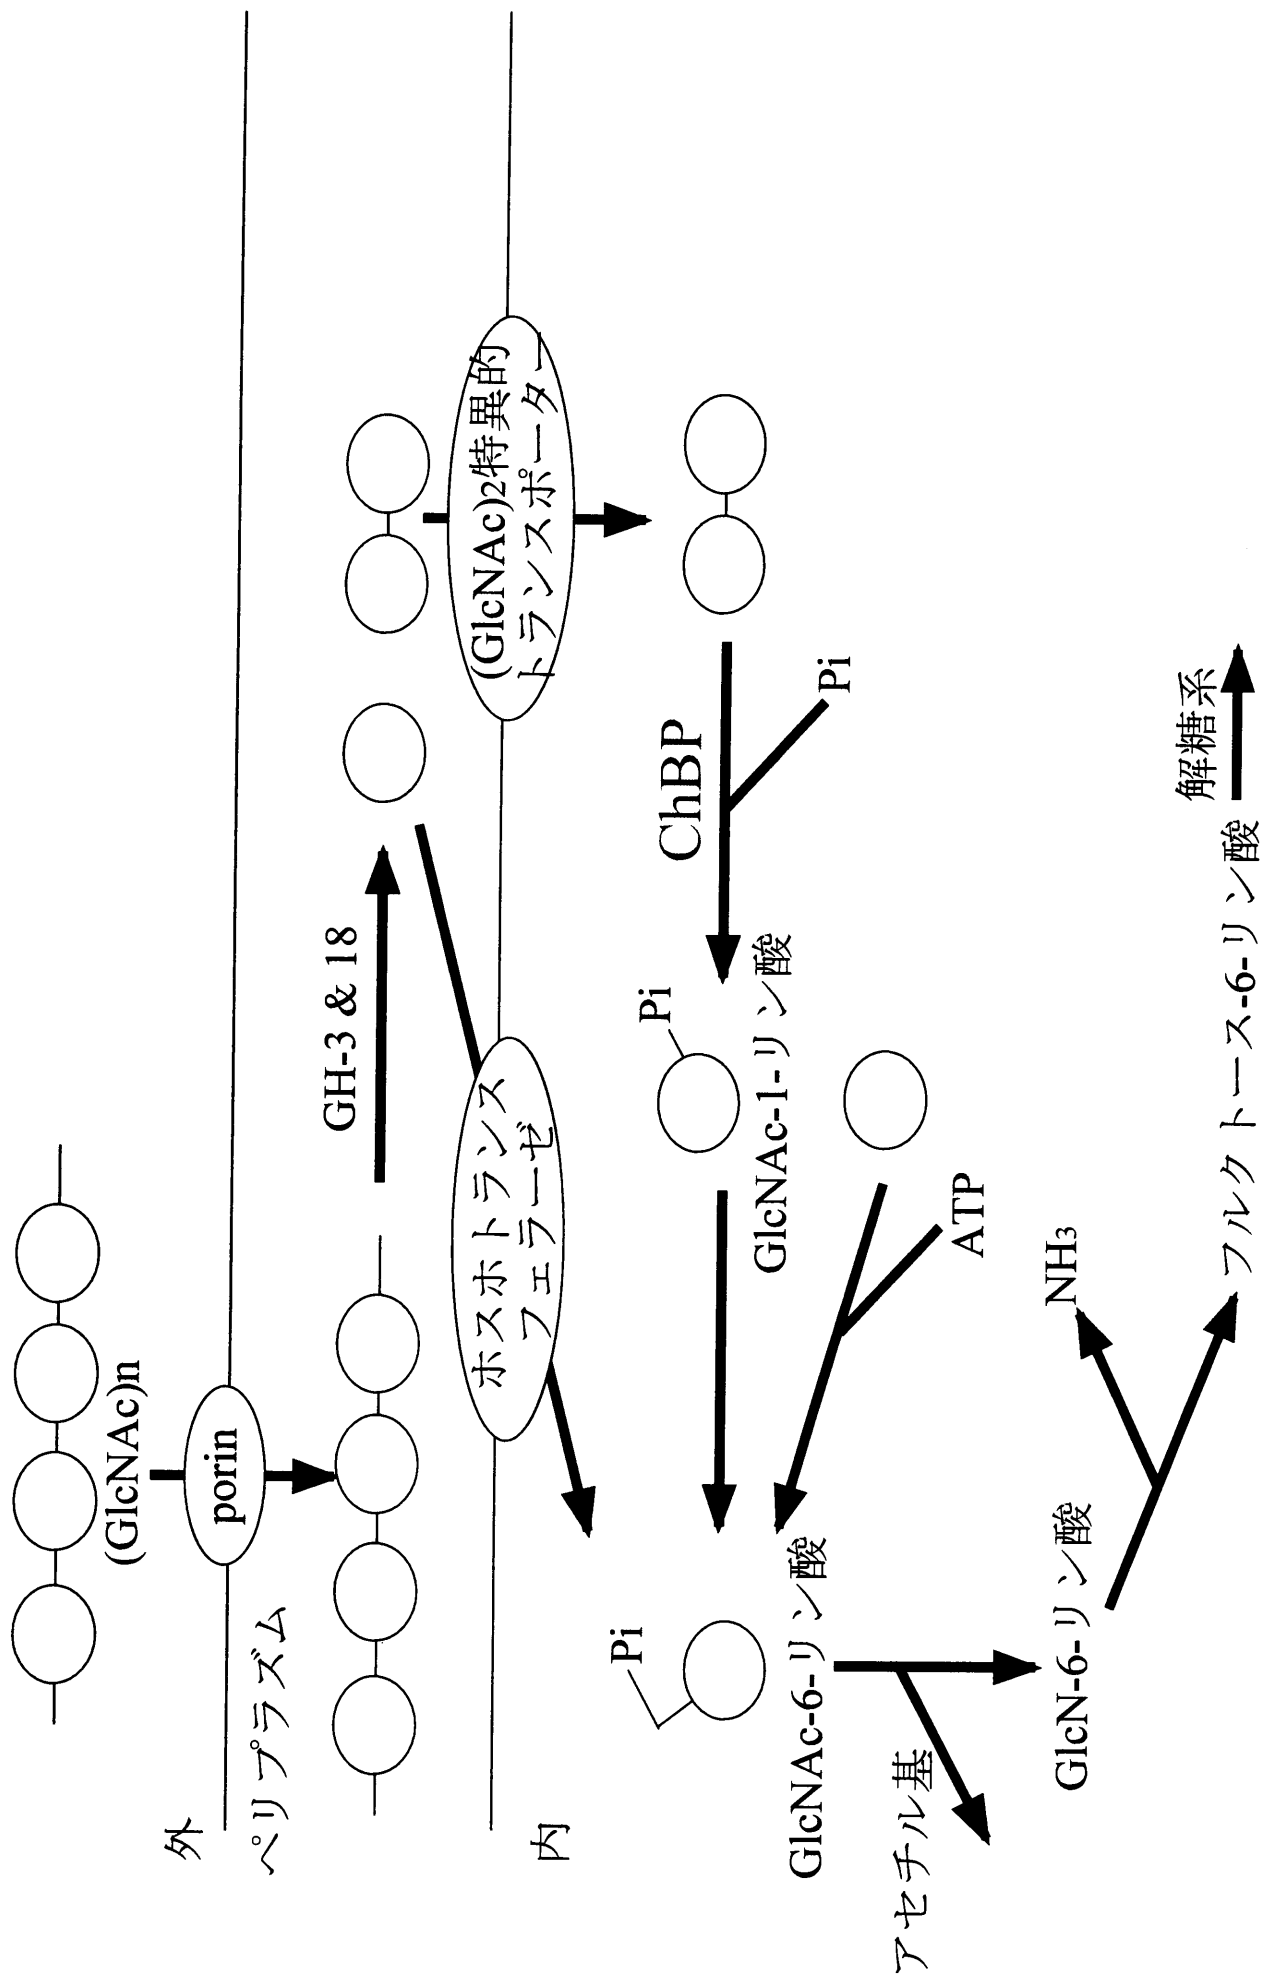 (GlcNAc)n
外
porin
ペリプラズム
GH-3 & 18
ホスホトランス
フェラーゼ
(GlcNAc)2特異的
トランスポーター
内
Pi
Pi
ChBP
GlcNAc-1-リン酸
Pi
GlcNAc-6-リン酸
ATP
アセチル基
GlcN-6-リン酸
NH3
解糖系
フルクトース-6-リン酸